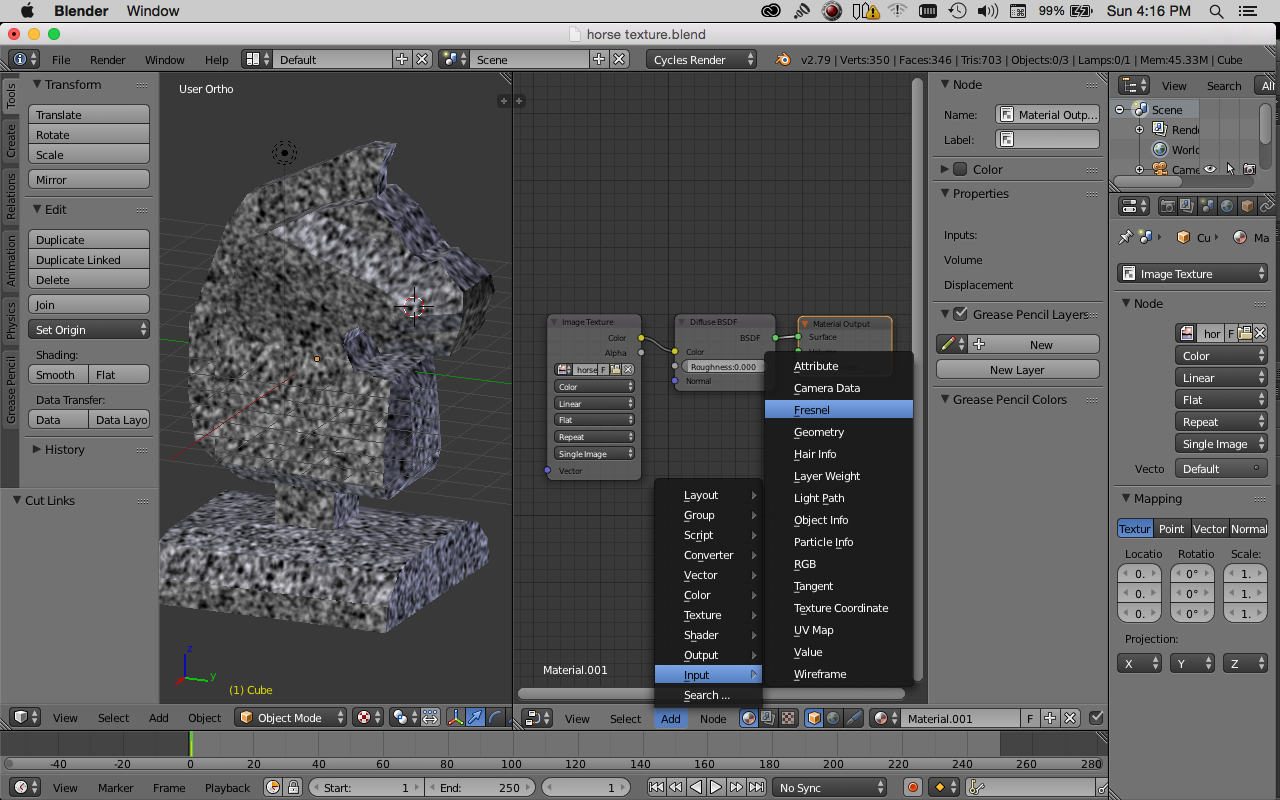 Blender Window 99% Sun 4:16 PM
horse texture.blend
File Render Window Help Default Scene Cycles Render v2.79 | Verts:350 | Faces:346 | Tris:703 | Objects:0/3 | Lamps:0/1 | Mem:45.33M | Cube
Tools
Create
Relations
Animation
Physics
Grease Pencil
Transform
Translate
Rotate
Scale
Mirror
Edit
Duplicate
Duplicate Linked
Delete
Join
Set Origin
Shading:
Smooth Flat
Data Transfer:
Data Data Layo
History
Cut Links
User Ortho
z
y
(1) Cube
View Select Add Object Object Mode
Image Texture
Color
Alpha
horse F
Color
Linear
Flat
Repeat
Single Image
Vector
Diffuse BSDF
BSDF
Color
Roughness:0.000
Normal
Material Output
Surface
Layout
Group
Script
Converter
Vector
Color
Texture
Shader
Output
Input
Search ...
Attribute
Camera Data
Fresnel
Geometry
Hair Info
Layer Weight
Light Path
Object Info
Particle Info
RGB
Tangent
Texture Coordinate
UV Map
Value
Wireframe
Material.001
View Select Add Node Material.001 F
Node
Name: Material Outp...
Label:
Color
Properties
Inputs:
Volume
Displacement
Grease Pencil Layers
New
New Layer
Grease Pencil Colors
View Search All
Scene
Rende
World
Came
Cu Ma
Image Texture
Node
hor F
Color
Linear
Flat
Repeat
Single Image
Vecto Default
Mapping
Textur Point Vector Normal
Locatio Rotatio Scale:
0. 0° 1.
0. 0° 1.
0. 0° 1.
Projection:
X Y Z
-40 -20 0 20 40 60 80 100 120 140 160 180 200 220 240 260 280
View Marker Frame Playback Start: 1 End: 250 1 No Sync